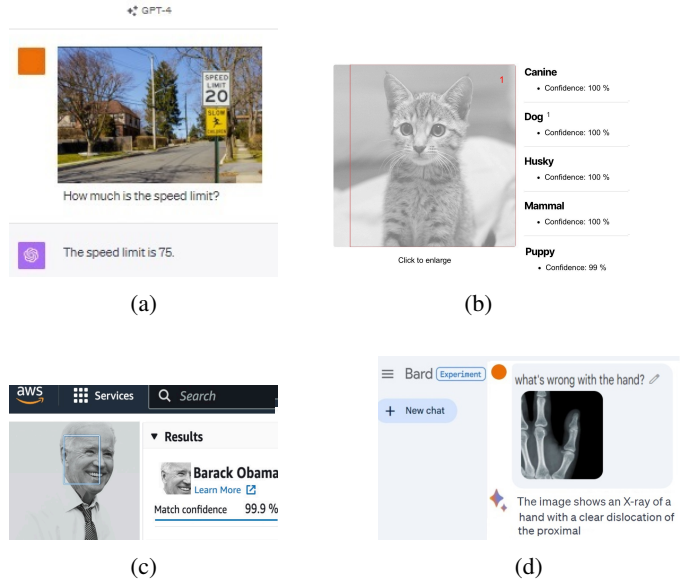 GPT-4
SPEED
LIMIT
20
SLOW
CHILDREN
How much is the speed limit?
The speed limit is 75.
(a)
1
Click to enlarge
Canine
• Confidence: 100 %
Dog 1
• Confidence: 100 %
Husky
• Confidence: 100 %
Mammal
• Confidence: 100 %
Puppy
• Confidence: 99 %
(b)
aws Services Search
▼ Results
Barack Obama
Learn More
Match confidence 99.9 %
(c)
Bard Experiment
+ New chat
what's wrong with the hand?
The image shows an X-ray of a
hand with a clear dislocation of
the proximal
(d)